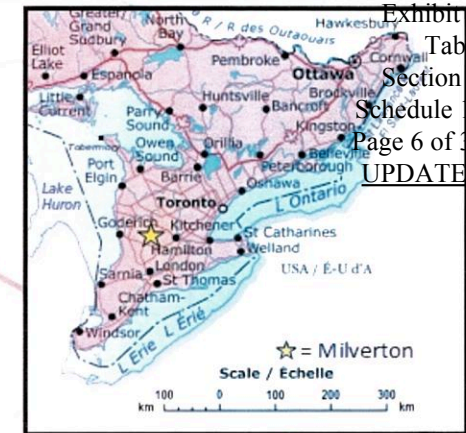 Greater/
Grand
Sudbury
North
Bay
R / R des Outaouais
Hawkesbury
Exhibit
Elliot
Lake
Espanola
Pembroke
Ottawa
Cornwall
Tab
Section
Little
Current
Huntsville
Bancroft
Brockville
Parry
Sound
Kingston
Schedule
Tobermory
Owen
Sound
Orillia
Belleville
Page 6 of
Port
Elgin
Barrie
Peterborough
UPDATE
Lake
Huron
Oshawa
Toronto
L Ontario
Goderich
Kitchener
St Catharines
Hamilton
Welland
Sarnia
London
St Thomas
USA / É-U d'A
Chatham-
Kent
Windsor
L Erie / L Érié
= Milverton
Scale / Échelle
100 0 100 200 300
km km